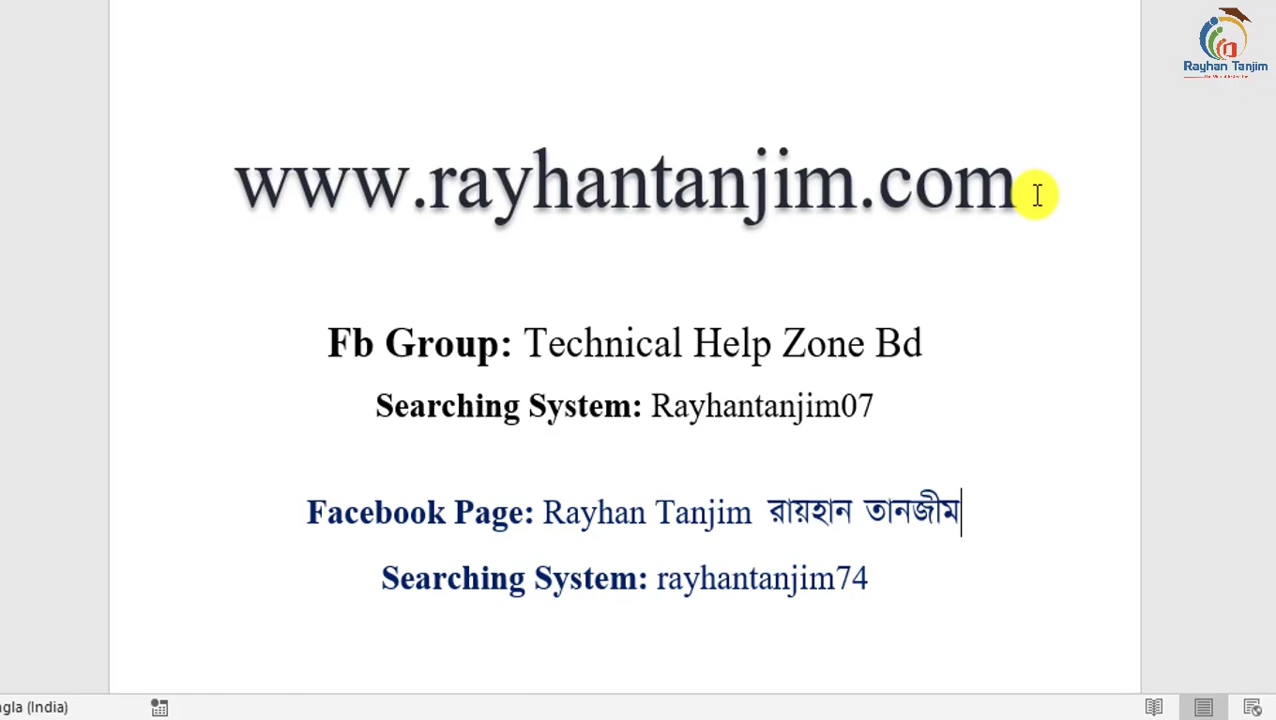 Rayhan Tanjim
www.rayhantanjim.com
Fb Group: Technical Help Zone Bd
Searching System: Rayhantanjim07
Facebook Page: Rayhan Tanjim রায়হান তানজীম
Searching System: rayhantanjim74
(India)